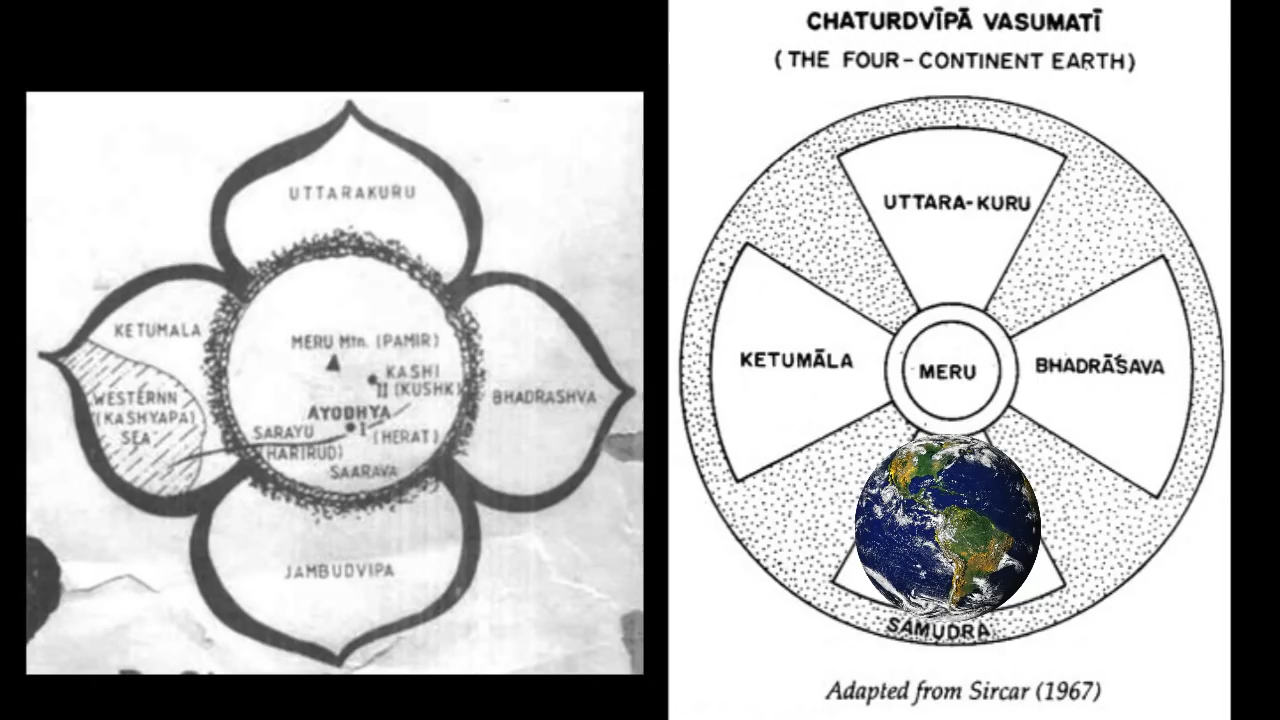 UTTARAKURU
KETUMALA
MERU Mtn. (PAMIR)
KASHI
II (KUSHK)
WESTERNN
(KASHYAPA)
SEA
BHADRASHVA
AYODHYA
I (HERAT)
SARAYU
(HARIRUD)
SAARAVA
JAMBUDVIPA
CHATURDVĪPĀ VASUMATĪ
(THE FOUR-CONTINENT EARTH)
UTTARA-KURU
KETUMĀLA
MERU
BHADRĀŚAVA
SAMUDRA
Adapted from Sircar (1967)